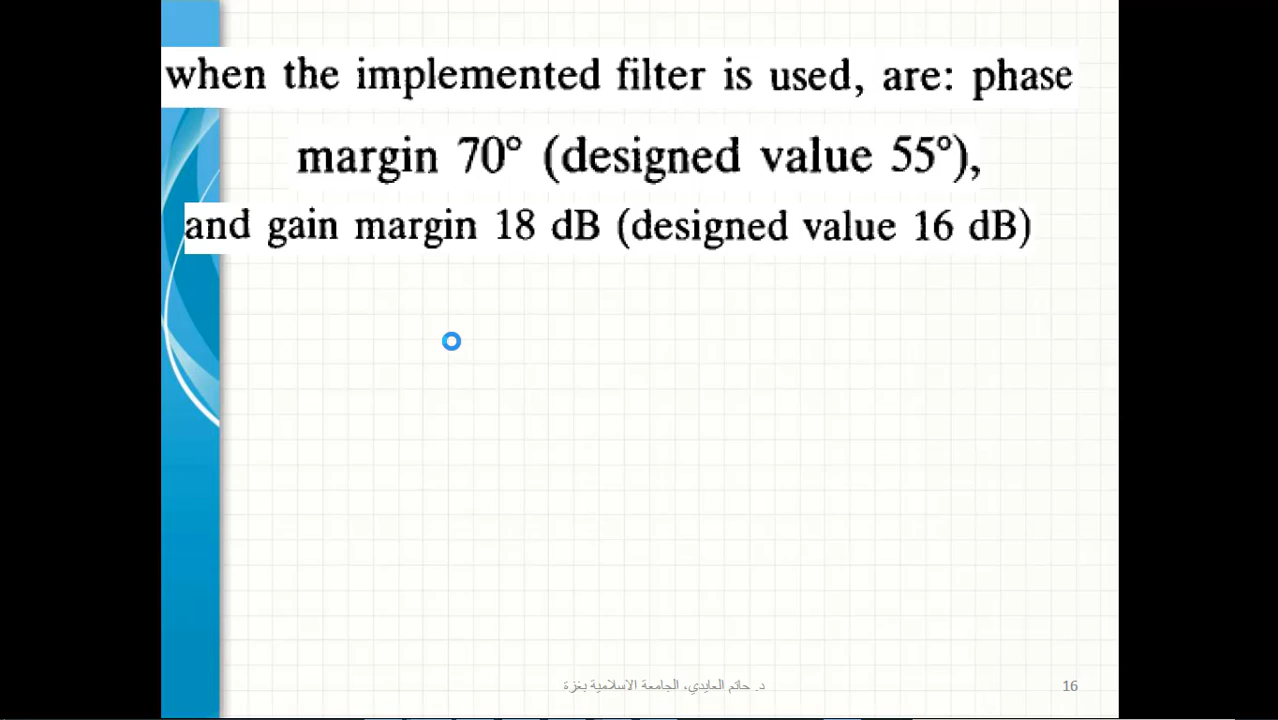 when the implemented filter is used, are: phase
margin 70° (designed value 55°),
and gain margin 18 dB (designed value 16 dB)
د. حاتم العايدي، الجامعة الاسلامية بغزة
16